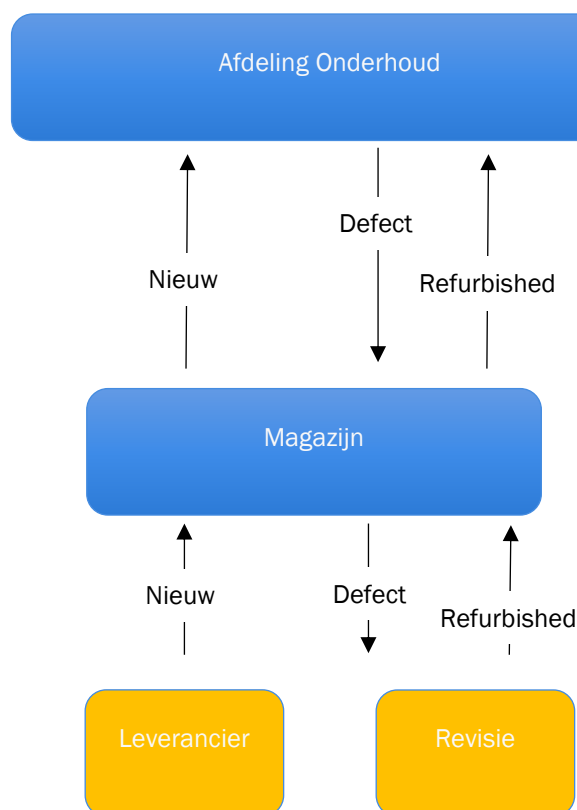 Afdeling Onderhoud
Defect
Nieuw
Refurbished
Magazijn
Nieuw
Defect
Refurbished
Leverancier
Revisie